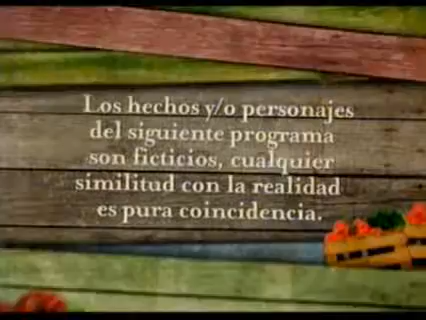 Los hechos y/o personajes
del siguiente programa
son ficticios, cualquier
similitud con la realidad
es pura coincidencia.